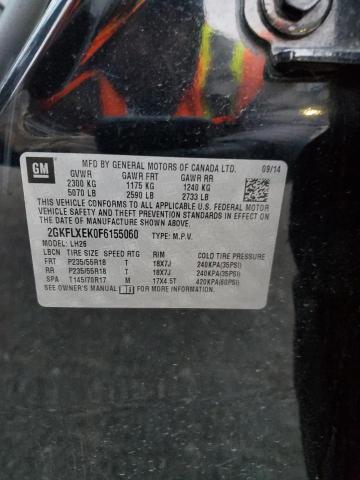 GM
MFD BY GENERAL MOTORS OF CANADA LTD. 09/14
GVWR GAWR FRT GAWR RR
2300 KG 1175 KG 1240 KG
5070 LB 2590 LB 2733 LB
THIS VEHICLE CONFORMS TO ALL APPLICABLE U.S. FEDERAL MOTOR
VEHICLE SAFETY, BUMPER, AND THEFT PREVENTION STANDARDS IN
EFFECT ON THE DATE OF MANUFACTURE SHOWN ABOVE.
2GKFLXEK0F6155060 TYPE: M.P.V.
MODEL: LH26
LBCN TIRE SIZE SPEED RTG RIM COLD TIRE PRESSURE
FRT P235/55R18 T 18X7J 240KPA(35PSI)
RR P235/55R18 T 18X7J 240KPA(35PSI)
SPA T145/70R17 M 17X4.5T 420KPA(60PSI)
SEE OWNER'S MANUAL FOR ADDITIONAL INFORMATION